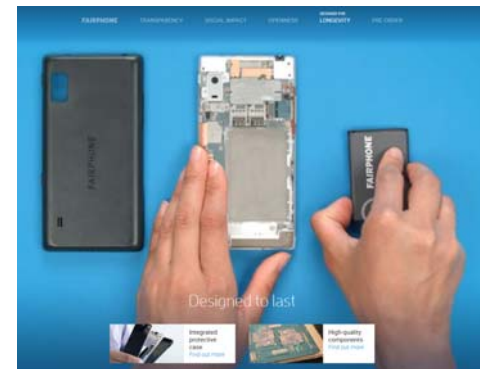 FAIRPHONE
TRANSPARENCY
SOCIAL IMPACT
OPENNESS
DESIGNED FOR
LONGEVITY
PRE-ORDER
FAIRPHONE
FAIRPHONE
Designed to last
Integrated
protective
case
Find out more
High-quality
components
Find out more